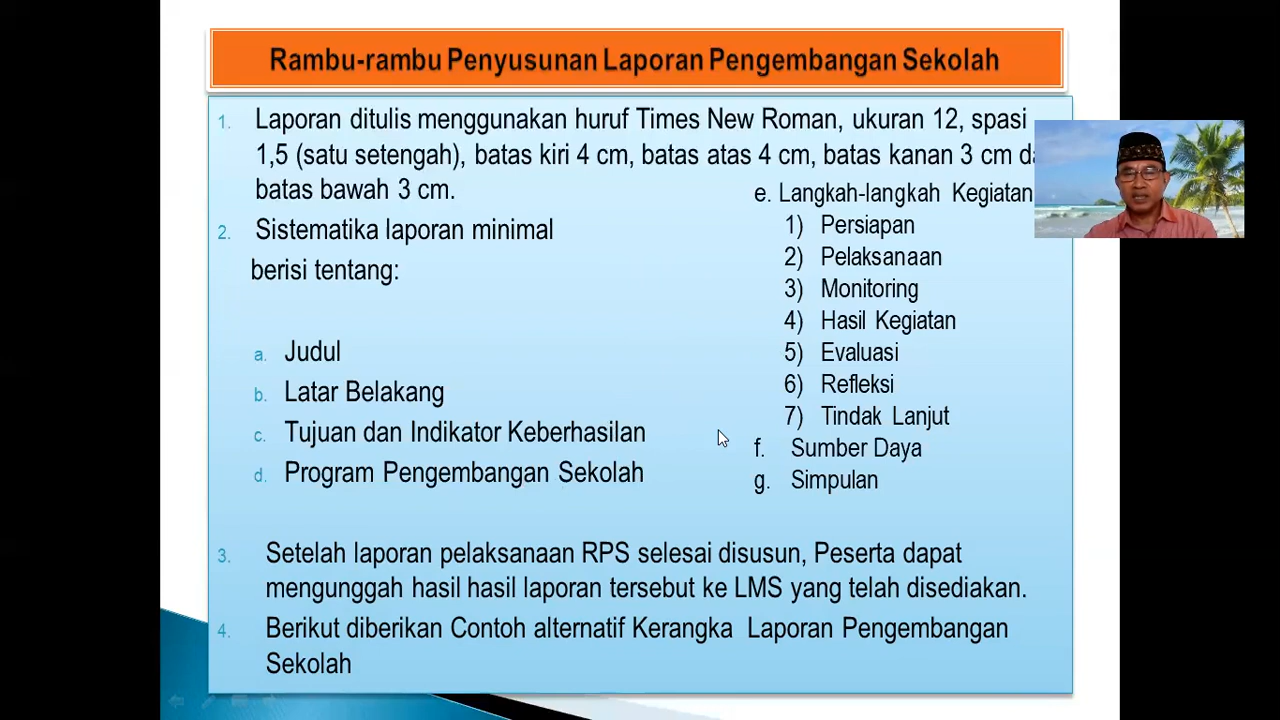 Rambu-rambu Penyusunan Laporan Pengembangan Sekolah
1. Laporan ditulis menggunakan huruf Times New Roman, ukuran 12, spasi
1,5 (satu setengah), batas kiri 4 cm, batas atas 4 cm, batas kanan 3 cm
batas bawah 3 cm.
2. Sistematika laporan minimal
berisi tentang:
a. Judul
b. Latar Belakang
c. Tujuan dan Indikator Keberhasilan
d. Program Pengembangan Sekolah
e. Langkah-langkah Kegiatan
1) Persiapan
2) Pelaksanaan
3) Monitoring
4) Hasil Kegiatan
5) Evaluasi
6) Refleksi
7) Tindak Lanjut
f. Sumber Daya
g. Simpulan
3. Setelah laporan pelaksanaan RPS selesai disusun, Peserta dapat
mengunggah hasil hasil laporan tersebut ke LMS yang telah disediakan.
4. Berikut diberikan Contoh alternatif Kerangka Laporan Pengembangan
Sekolah